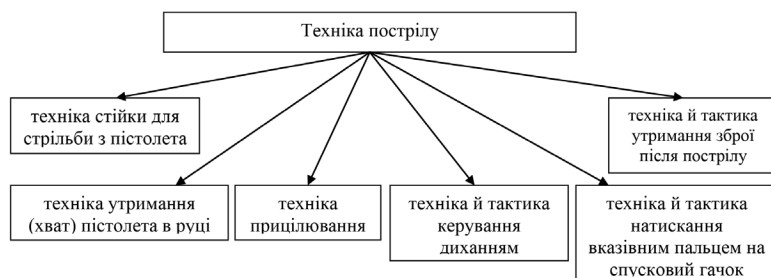 Техніка пострілу
техніка стійки для
стрільби з пістолета
техніка й тактика
утримання зброї
після пострілу
техніка утримання
(хват) пістолета в руці
техніка
прицілювання
техніка й тактика
керування
диханням
техніка й тактика
натискання
вказівним пальцем на
спусковий гачок